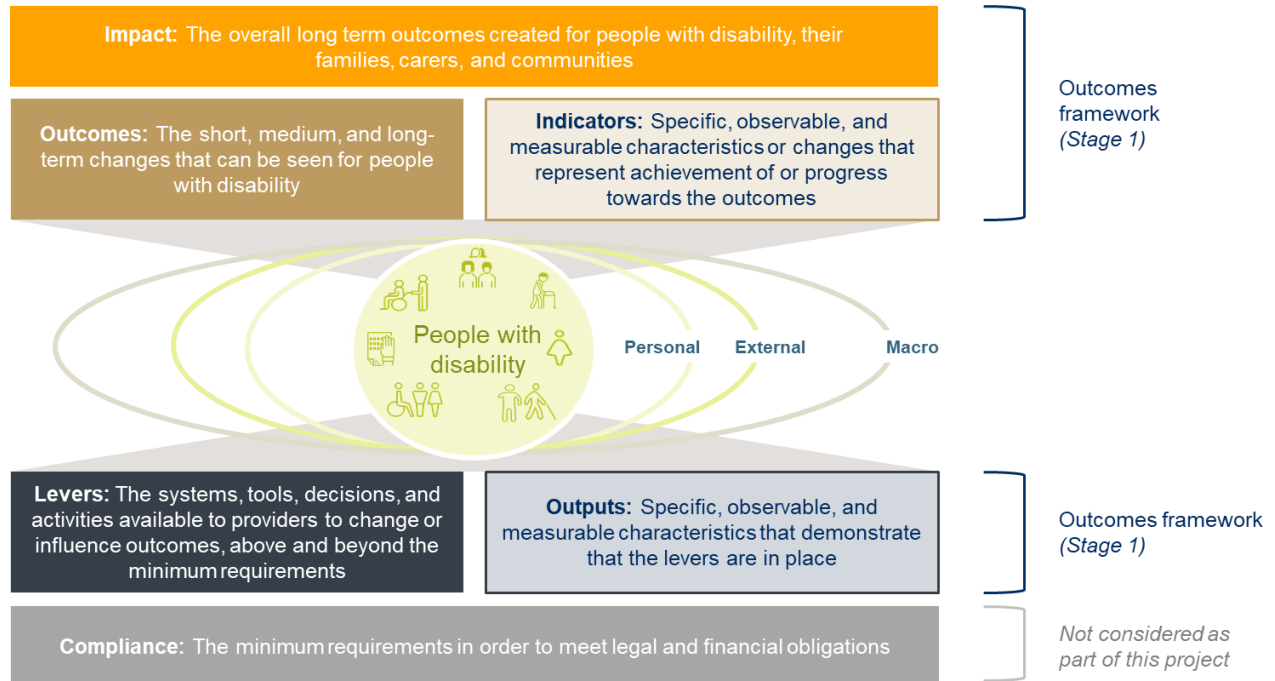 Impact: The overall long term outcomes created for people with disability, their
families, carers, and communities
Outcomes: The short, medium, and long-
term changes that can be seen for people
with disability
Indicators: Specific, observable, and
measurable characteristics or changes that
represent achievement of or progress
towards the outcomes
Outcomes
framework
(Stage 1)
People with
disability
Personal
External
Macro
Levers: The systems, tools, decisions, and
activities available to providers to change or
influence outcomes, above and beyond the
minimum requirements
Outputs: Specific, observable, and
measurable characteristics that demonstrate
that the levers are in place
Outcomes framework
(Stage 1)
Compliance: The minimum requirements in order to meet legal and financial obligations
Not considered as
part of this project